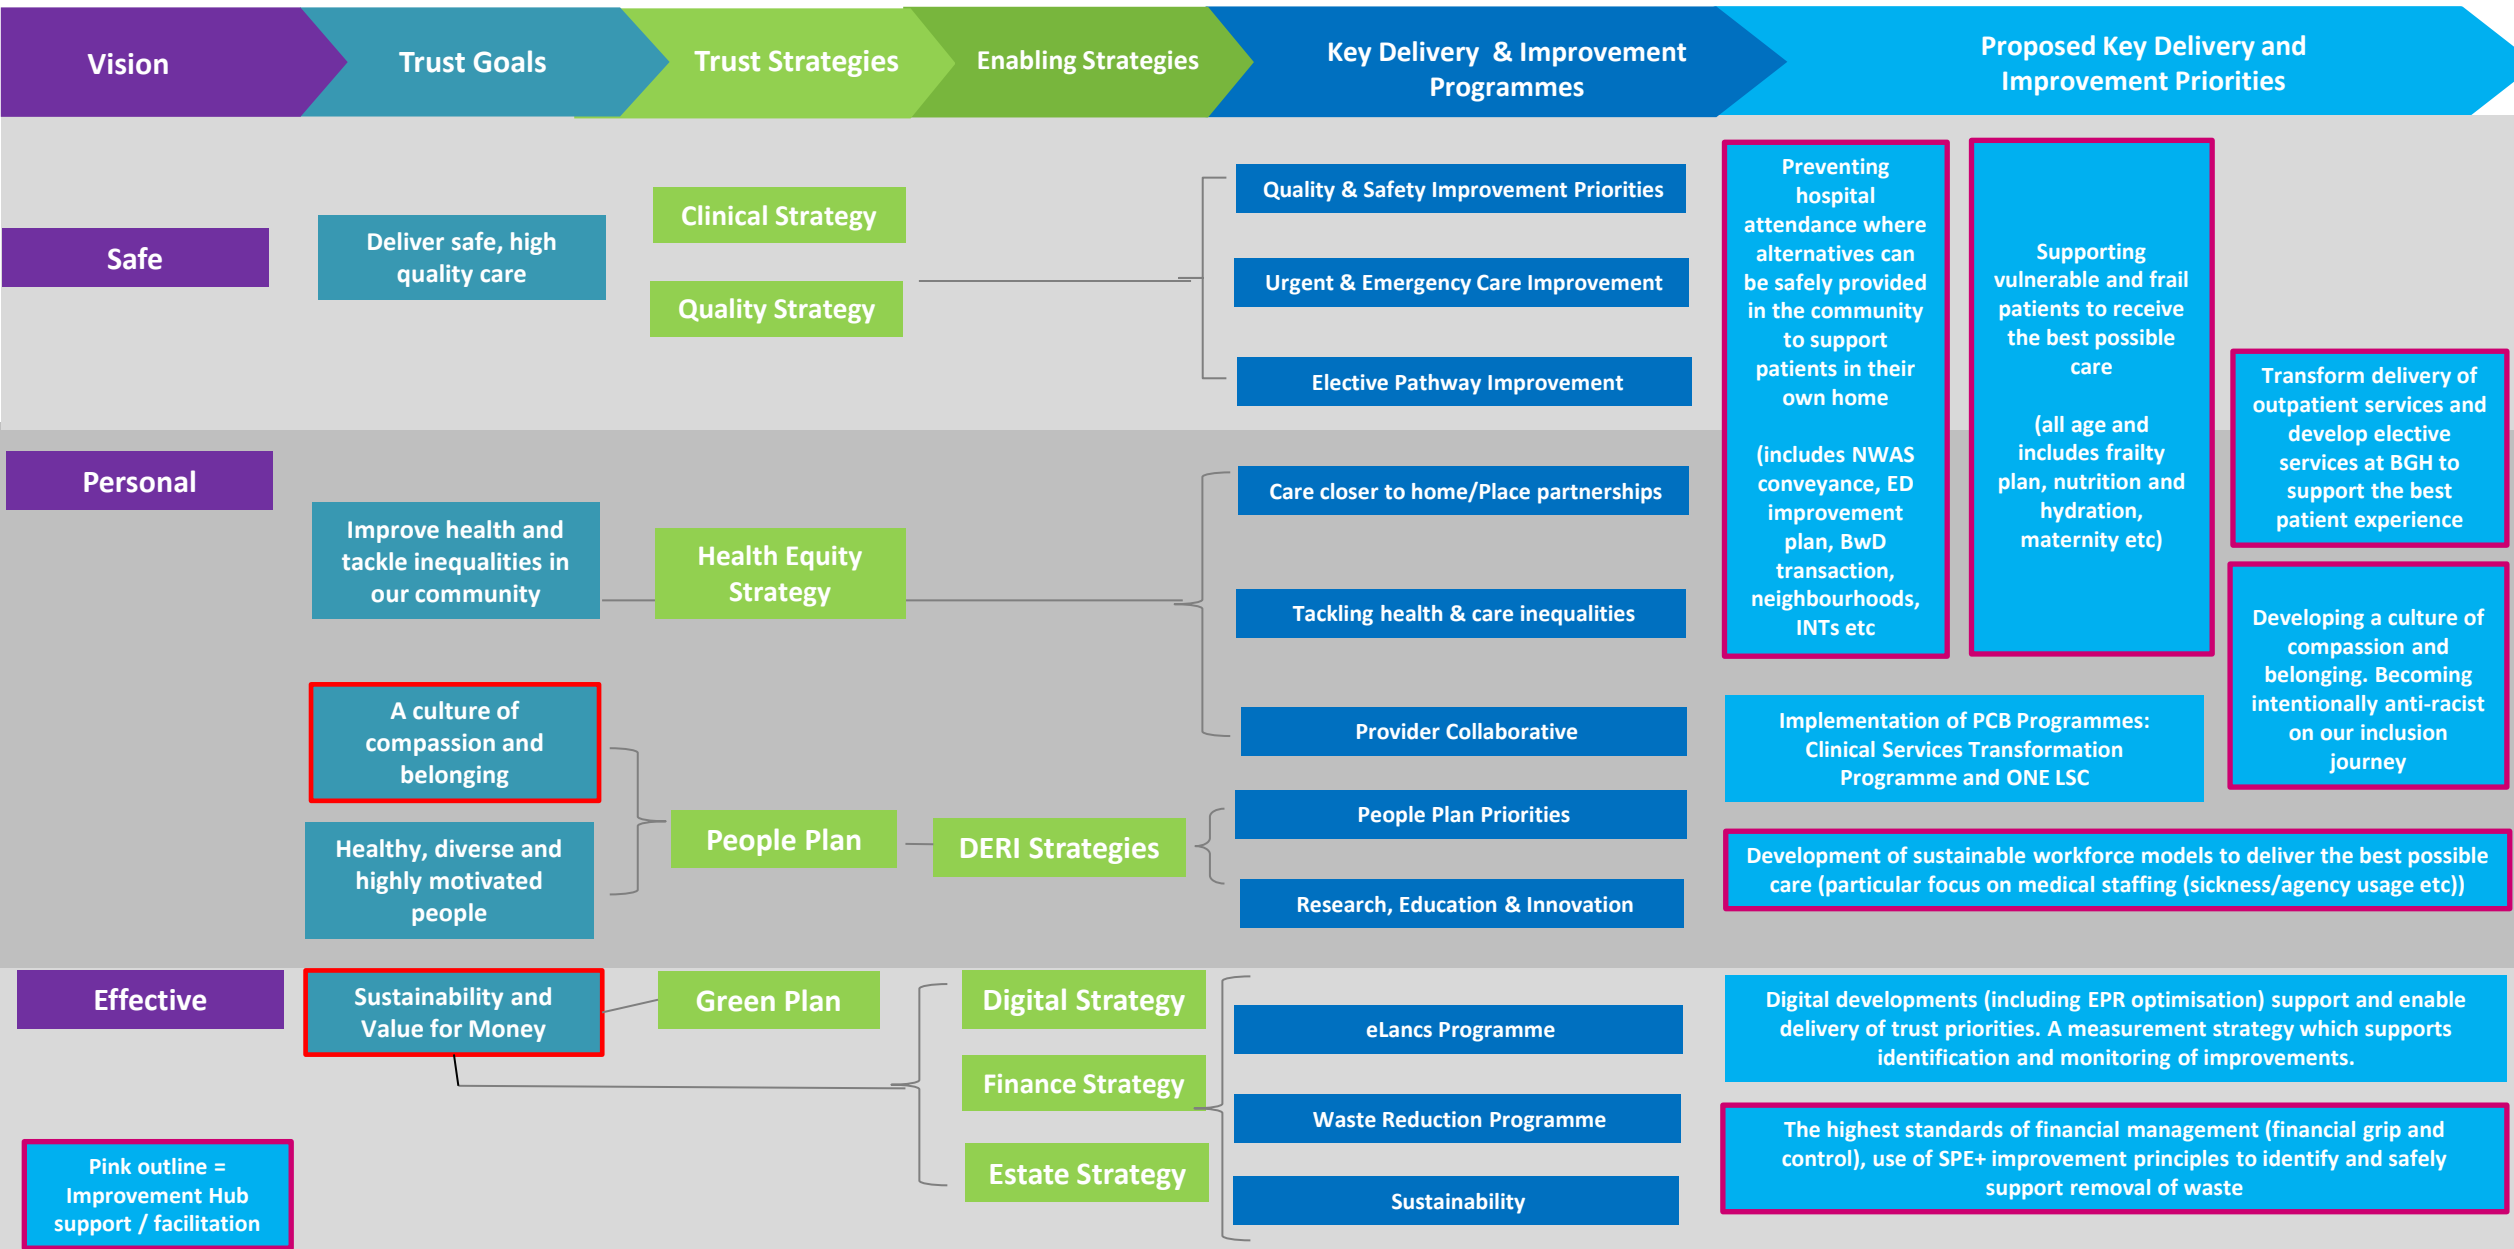 Vision
Trust Goals
Trust Strategies
Enabling Strategies
Key Delivery & Improvement
Programmes
Proposed Key Delivery and
Improvement Priorities
Safe
Deliver safe, high
quality care
Clinical Strategy
Quality Strategy
Quality & Safety Improvement Priorities
Urgent & Emergency Care Improvement
Elective Pathway Improvement
Preventing
hospital
attendance where
alternatives can
be safely provided
in the community
to support
patients in their
own home
(includes NWAS
conveyance, ED
improvement
plan, BwD
transaction,
neighbourhoods,
INTs etc
Supporting
vulnerable and frail
patients to receive
the best possible
care
(all age and
includes frailty
plan, nutrition and
hydration,
maternity etc)
Transform delivery of
outpatient services and
develop elective
services at BGH to
support the best
patient experience
Personal
Improve health and
tackle inequalities in
our community
Health Equity
Strategy
Care closer to home/Place partnerships
Tackling health & care inequalities
Provider Collaborative
Developing a culture of
compassion and
belonging. Becoming
intentionally anti-racist
on our inclusion
journey
A culture of
compassion and
belonging
Healthy, diverse and
highly motivated
people
People Plan
DERI Strategies
People Plan Priorities
Research, Education & Innovation
Implementation of PCB Programmes:
Clinical Services Transformation
Programme and ONE LSC
Development of sustainable workforce models to deliver the best possible
care (particular focus on medical staffing (sickness/agency usage etc))
Effective
Sustainability and
Value for Money
Green Plan
Digital Strategy
Finance Strategy
Estate Strategy
eLancs Programme
Waste Reduction Programme
Sustainability
Digital developments (including EPR optimisation) support and enable
delivery of trust priorities. A measurement strategy which supports
identification and monitoring of improvements.
The highest standards of financial management (financial grip and
control), use of SPE+ improvement principles to identify and safely
support removal of waste
Pink outline =
Improvement Hub
support / facilitation